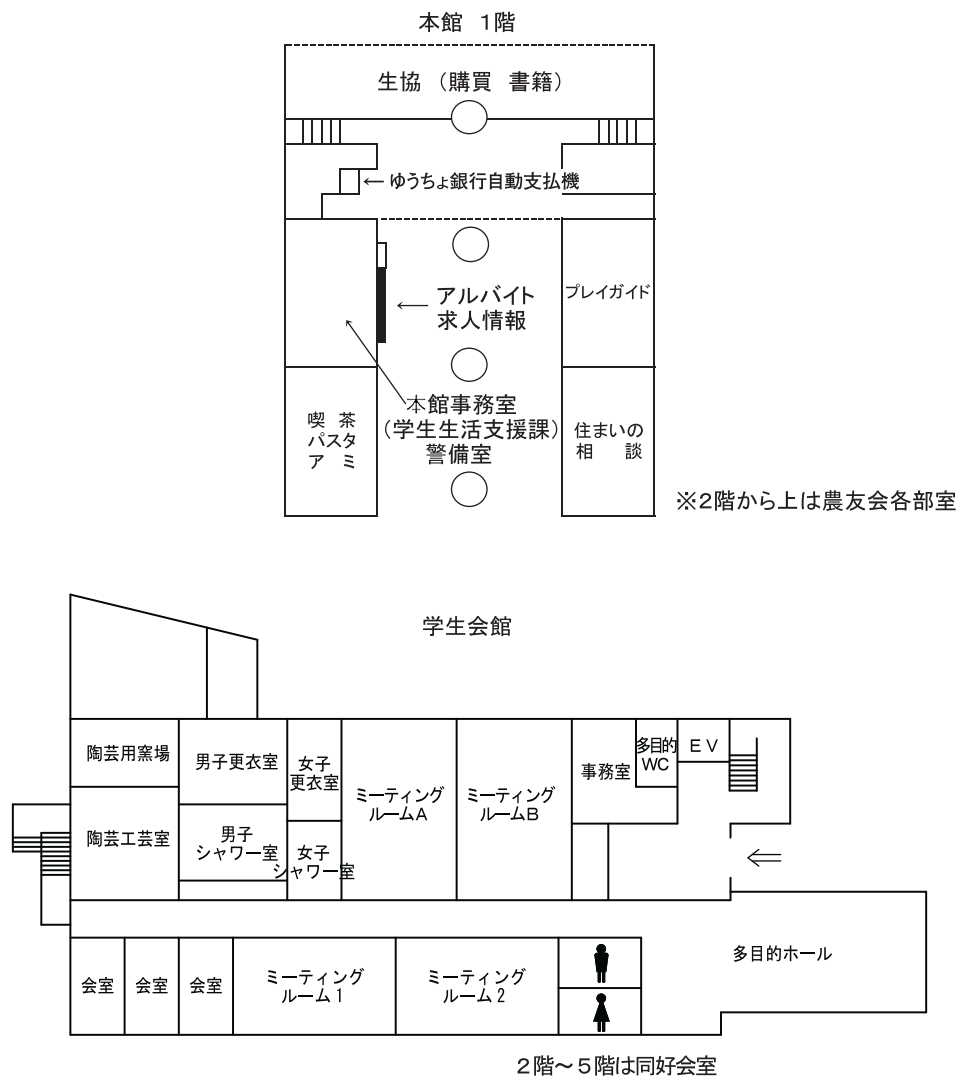 本館 1階
生協 (購買 書籍)
←ゆうちょ銀行自動支払機
アルバイト
求人情報
プレイガイド
本館事務室
(学生生活支援課)
警備室
喫 茶
パスタ
ア ミ
住まいの
相 談
※2階から上は農友会各部室
学生会館
陶芸用窯場
男子更衣室
女子
更衣室
ミーティング
ルームA
ミーティング
ルームB
事務室
多目的
WC
EV
陶芸工芸室
男子
シャワー室
女子
シャワー室
会室
会室
会室
ミーティング
ルーム1
ミーティング
ルーム2
多目的ホール
2階～5階は同好会室